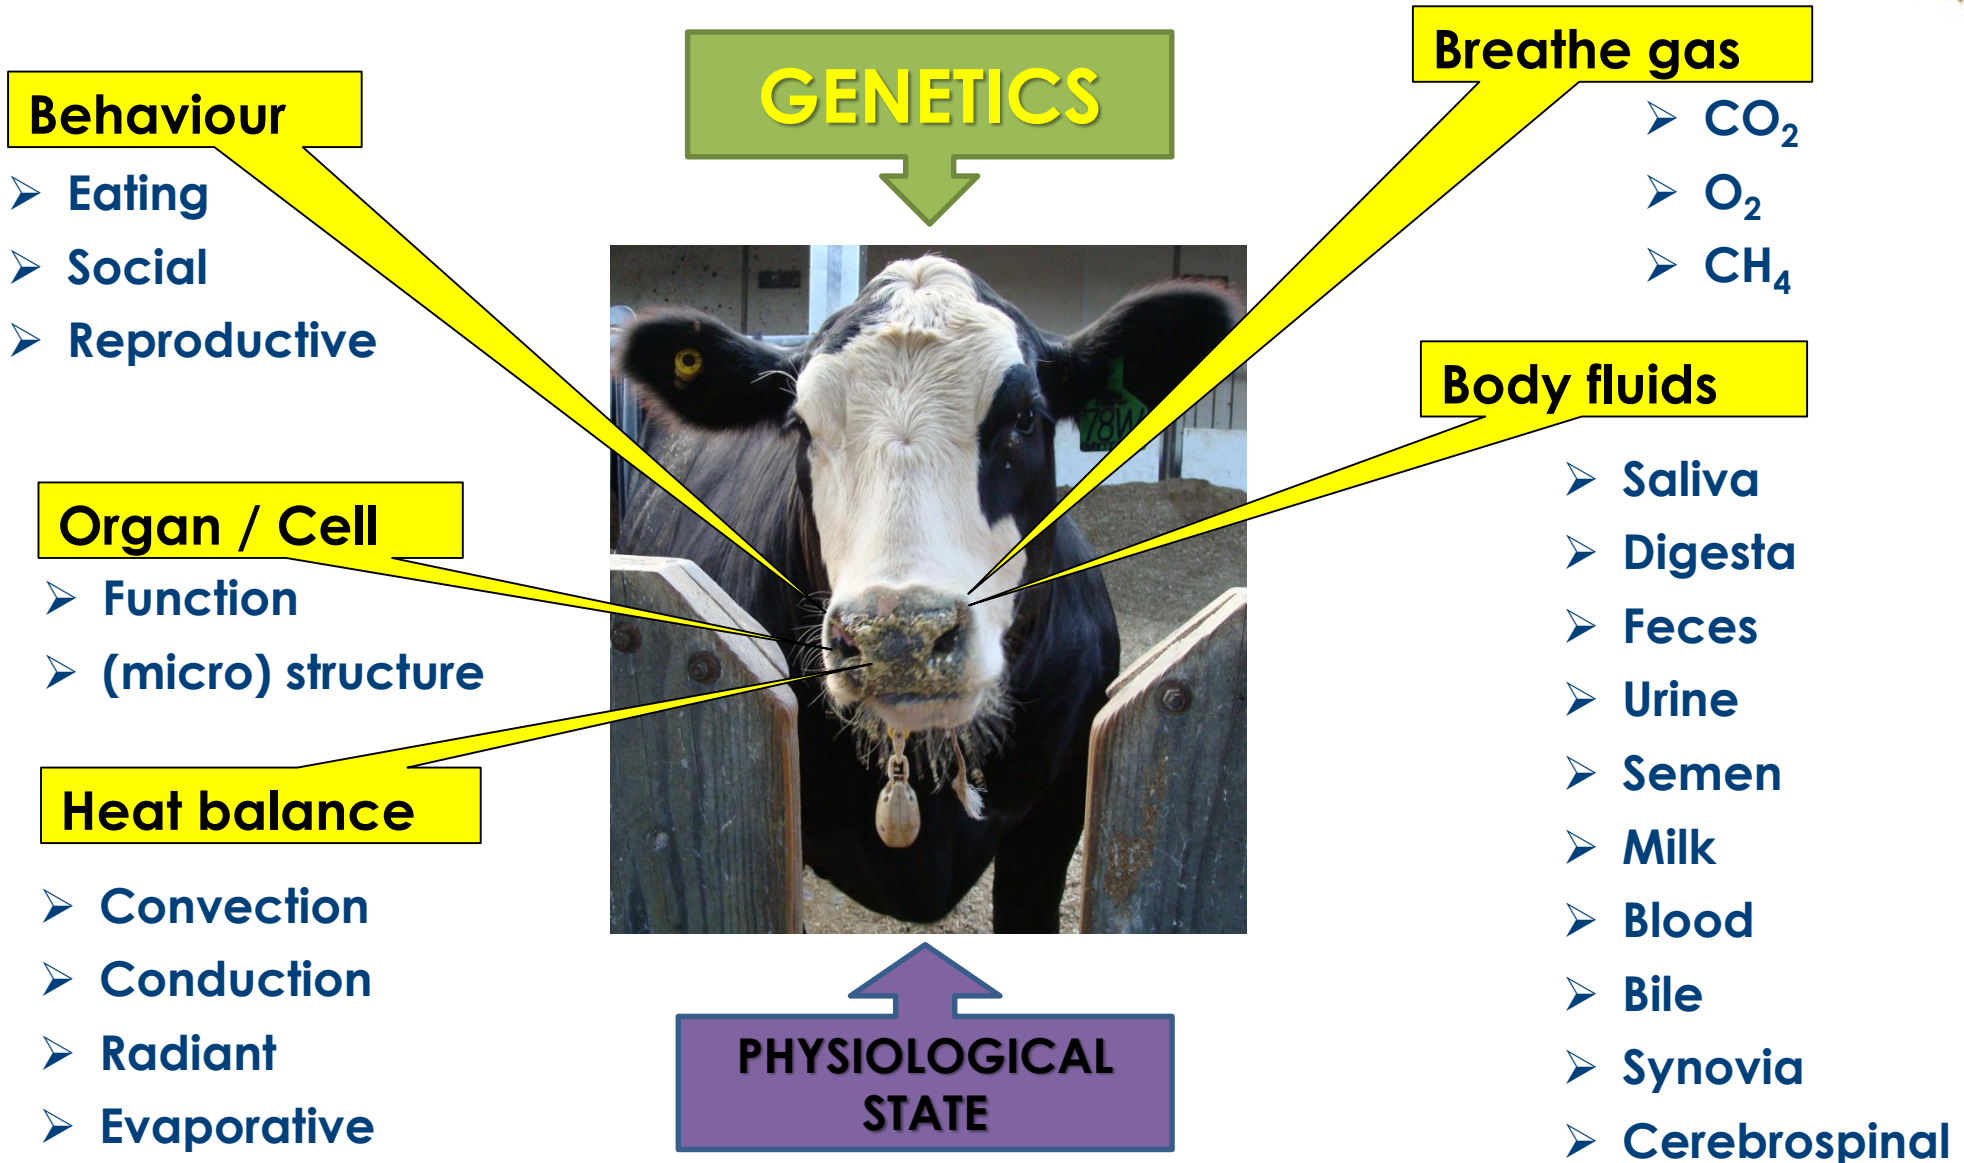 GENETICS
Behaviour
➢ Eating
➢ Social
➢ Reproductive
Organ / Cell
➢ Function
➢ (micro) structure
Heat balance
➢ Convection
➢ Conduction
➢ Radiant
➢ Evaporative
Breathe gas
➢ CO₂
➢ O₂
➢ CH₄
Body fluids
➢ Saliva
➢ Digesta
➢ Feces
➢ Urine
➢ Semen
➢ Milk
➢ Blood
➢ Bile
➢ Synovia
➢ Cerebrospinal
78W
PHYSIOLOGICAL
STATE